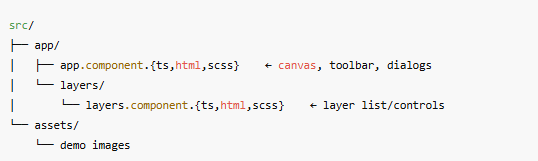 src/
├── app/
│   ├── app.component.{ts,html,scss}    ← canvas, toolbar, dialogs
│   └── layers/
│       └── layers.component.{ts,html,scss}    ← layer list/controls
└── assets/
    └── demo images